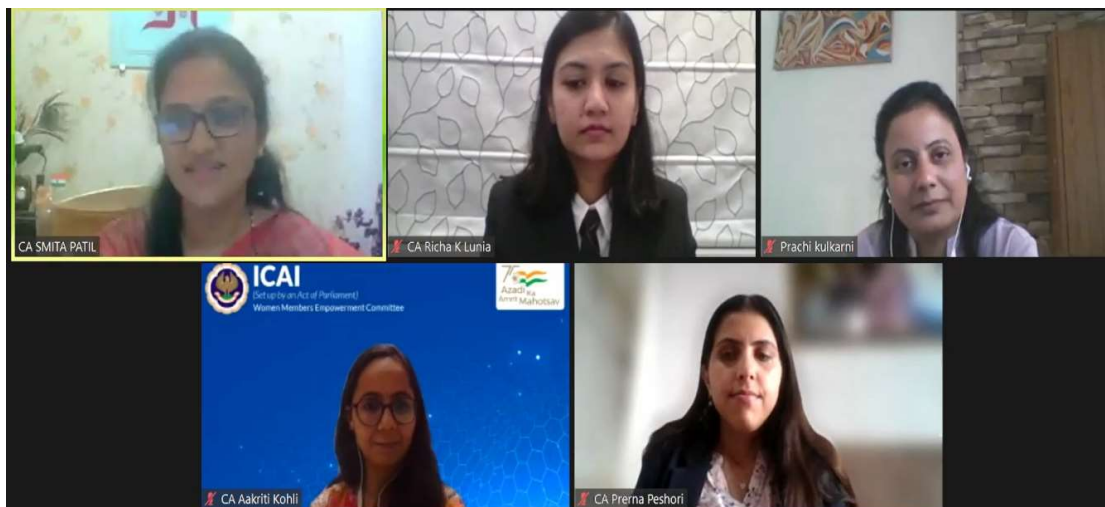 CA SMITA PATIL
CA Richa K Lunia
Prachi kulkarni
ICAI
(Set up by an Act of Parliament)
Women Members Empowerment Committee
75
Azadi Ka
Amrit Mahotsav
CA Aakriti Kohli
CA Prerna Peshori